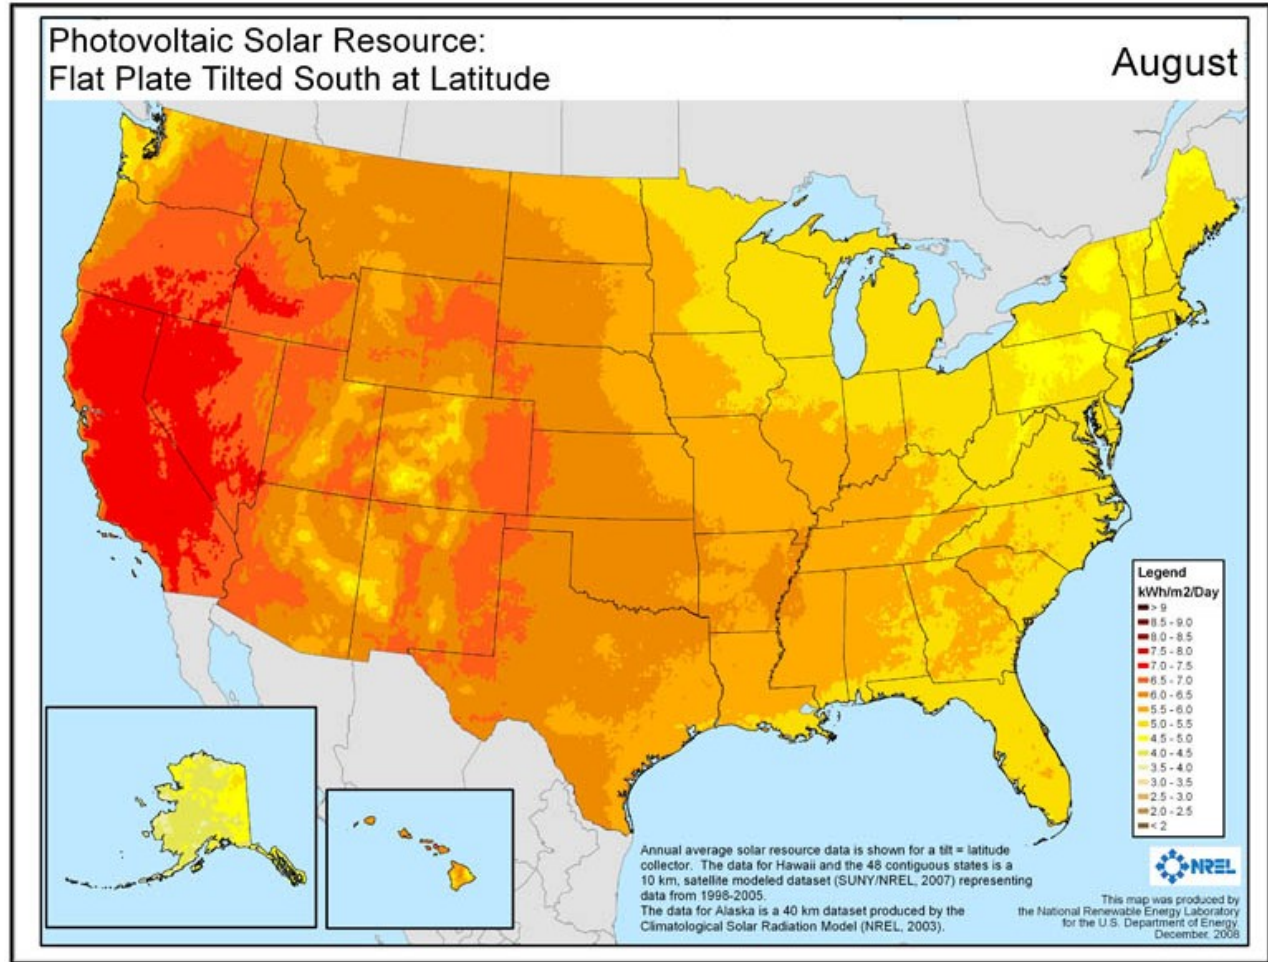 Photovoltaic Solar Resource:
Flat Plate Tilted South at Latitude
August
Legend
kWh/m2/Day
> 9
8.5 - 9.0
8.0 - 8.5
7.5 - 8.0
7.0 - 7.5
6.5 - 7.0
6.0 - 6.5
5.5 - 6.0
5.0 - 5.5
4.5 - 5.0
4.0 - 4.5
3.5 - 4.0
3.0 - 3.5
2.5 - 3.0
2.0 - 2.5
< 2
Annual average solar resource data is shown for a tilt = latitude
collector. The data for Hawaii and the 48 contiguous states is a
10 km, satellite modeled dataset (SUNY/NREL, 2007) representing
data from 1998-2005.
The data for Alaska is a 40 km dataset produced by the
Climatological Solar Radiation Model (NREL, 2003).
NREL
This map was produced by
the National Renewable Energy Laboratory
for the U.S. Department of Energy.
December, 2008